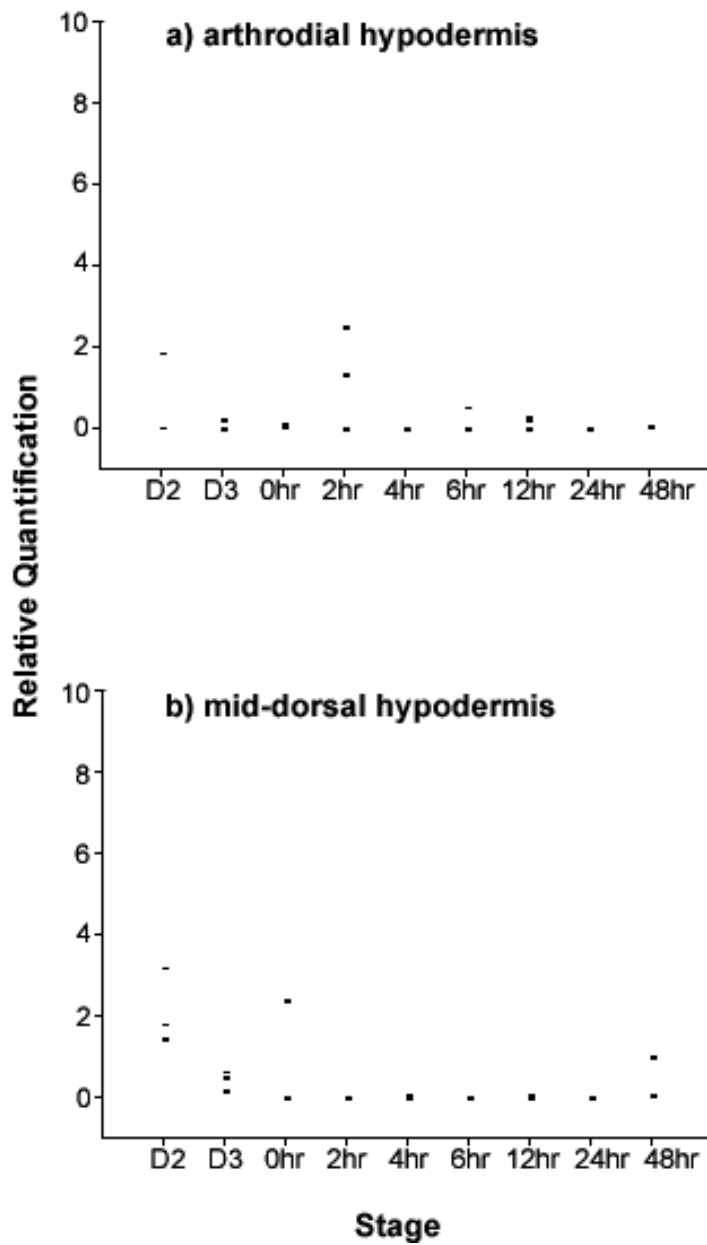 a) arthrodial hypodermis
10
8
6
4
2
0
D2 D3 0hr 2hr 4hr 6hr 12hr 24hr 48hr
Relative Quantification
b) mid-dorsal hypodermis
10
8
6
4
2
0
D2 D3 0hr 2hr 4hr 6hr 12hr 24hr 48hr
Stage